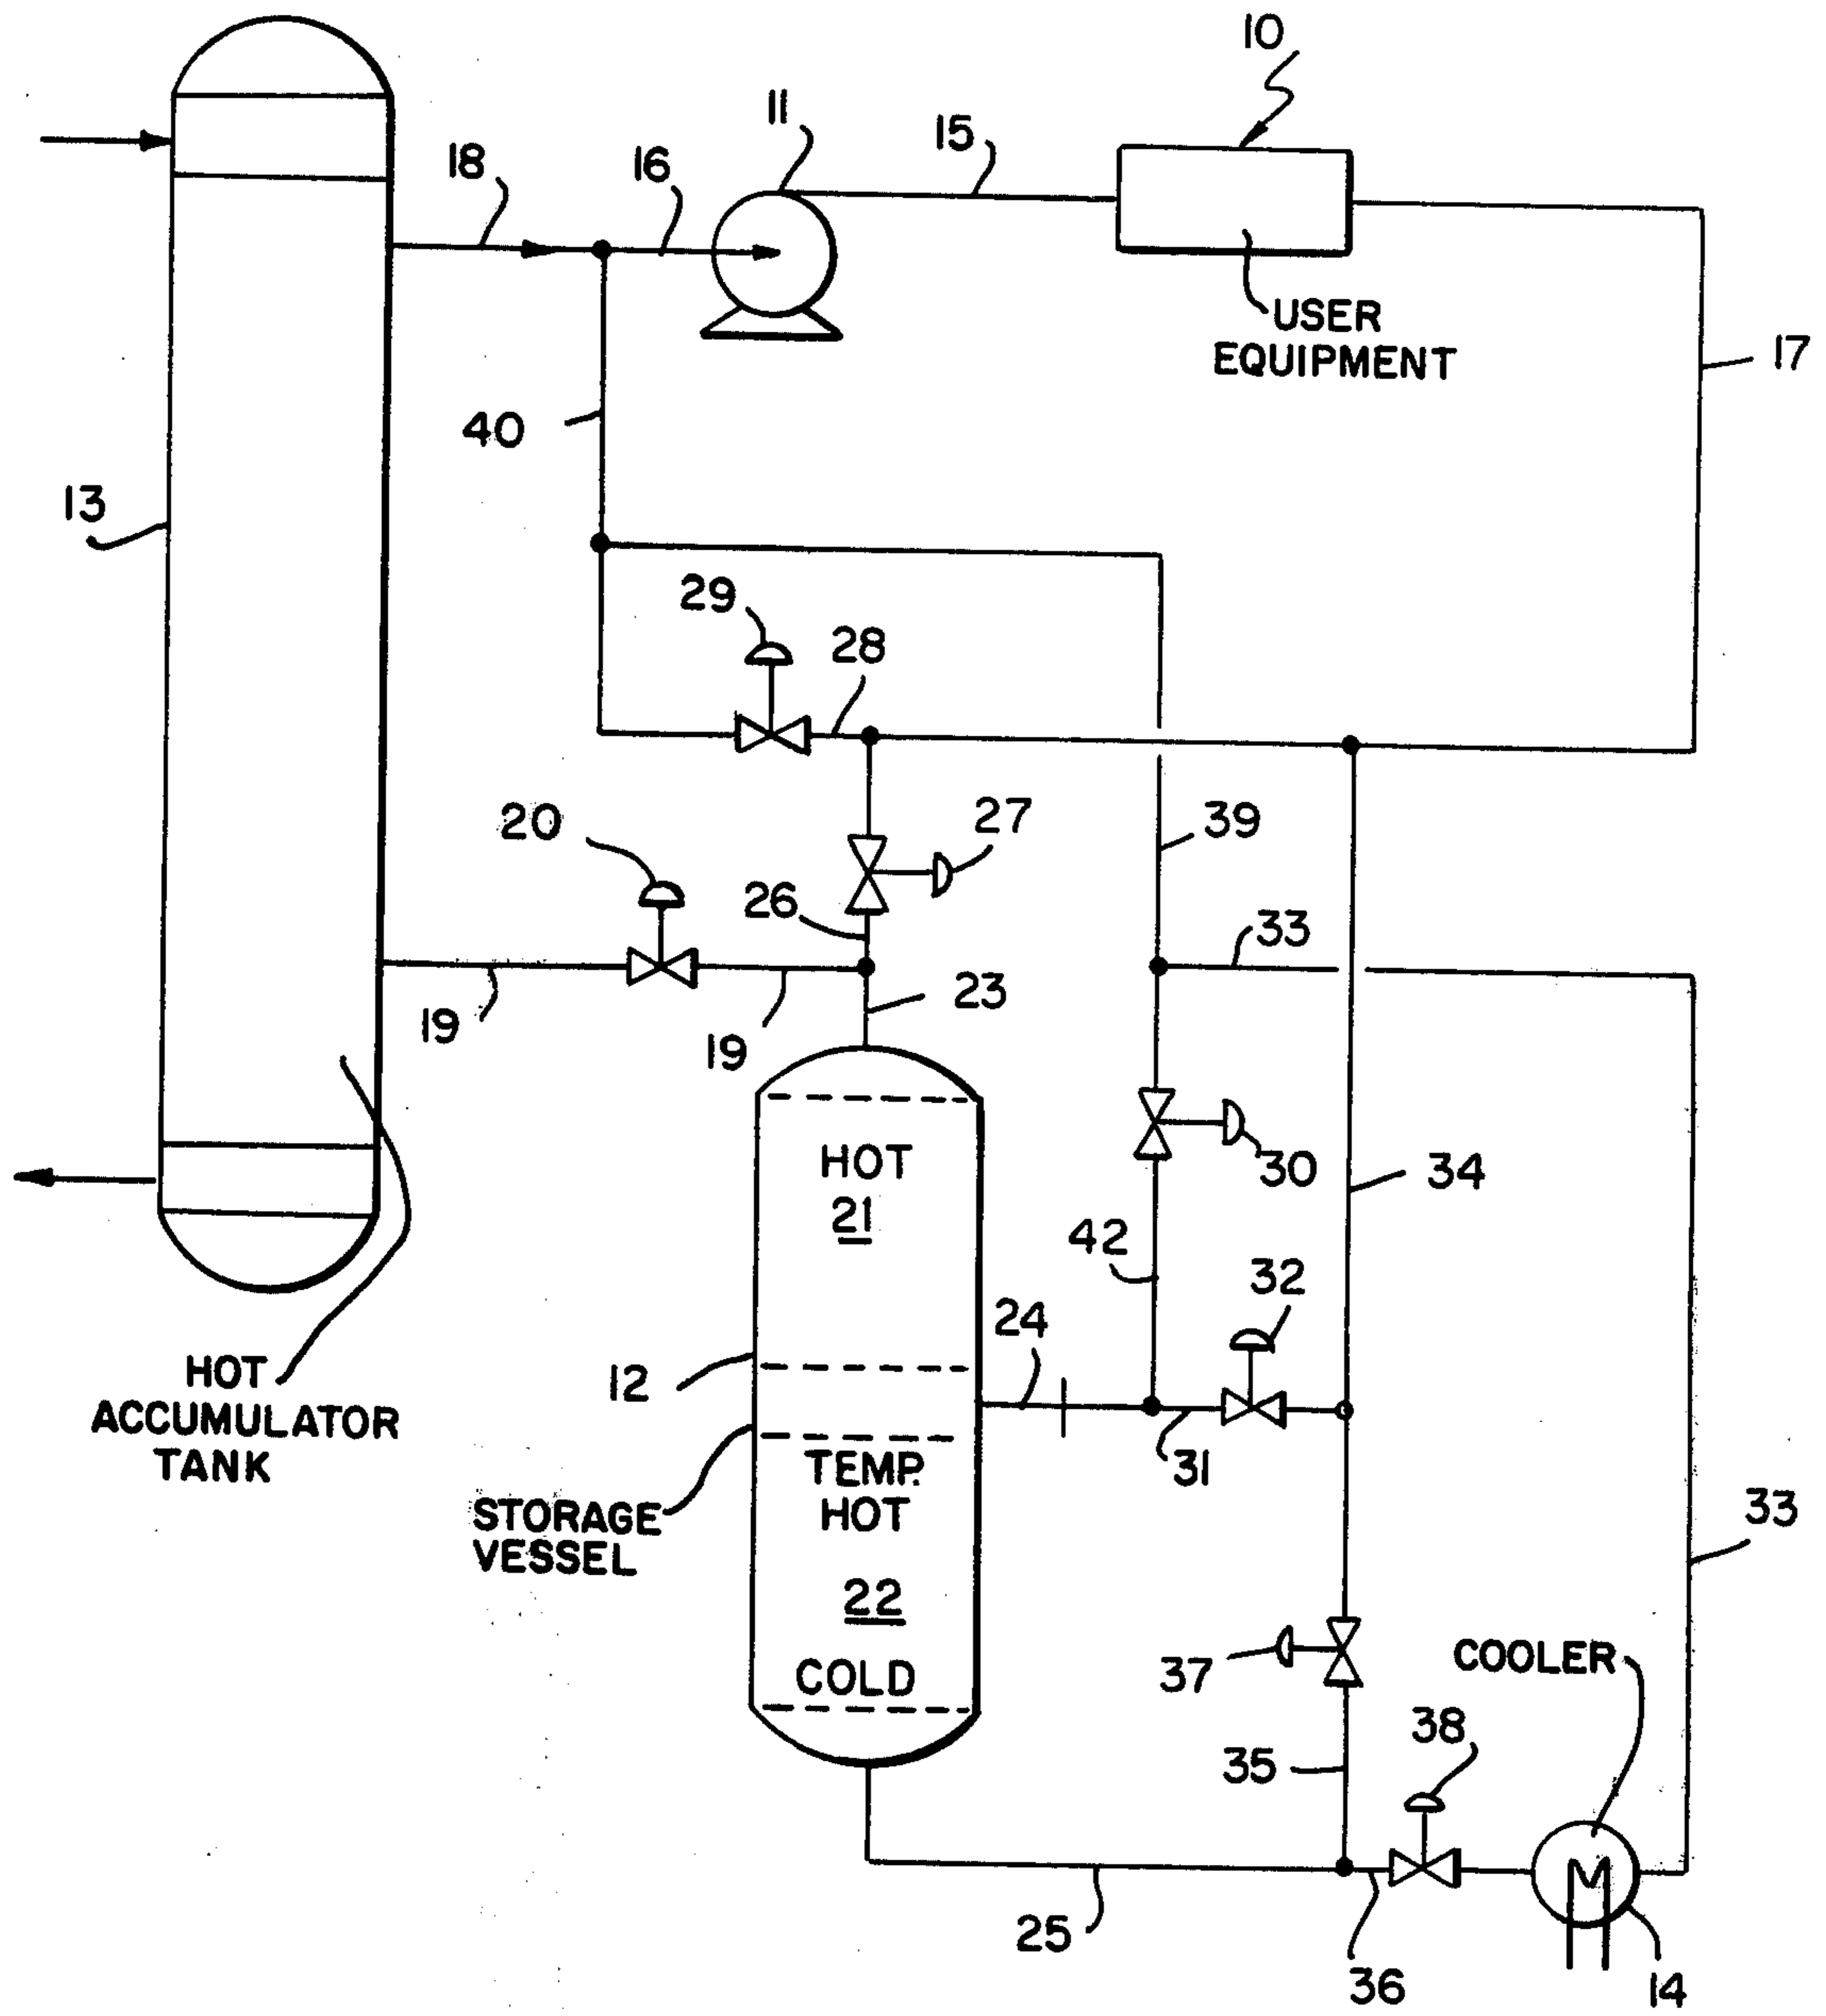 10
11
15
18
16
USER
EQUIPMENT
17
40
13
29
28
20
27
39
26
33
23
19
19
HOT
21
30
34
42
32
24
HOT
ACCUMULATOR
TANK
12
31
TEMP.
HOT
STORAGE
VESSEL
33
22
COLD
37
COOLER
38
35
25
36
14